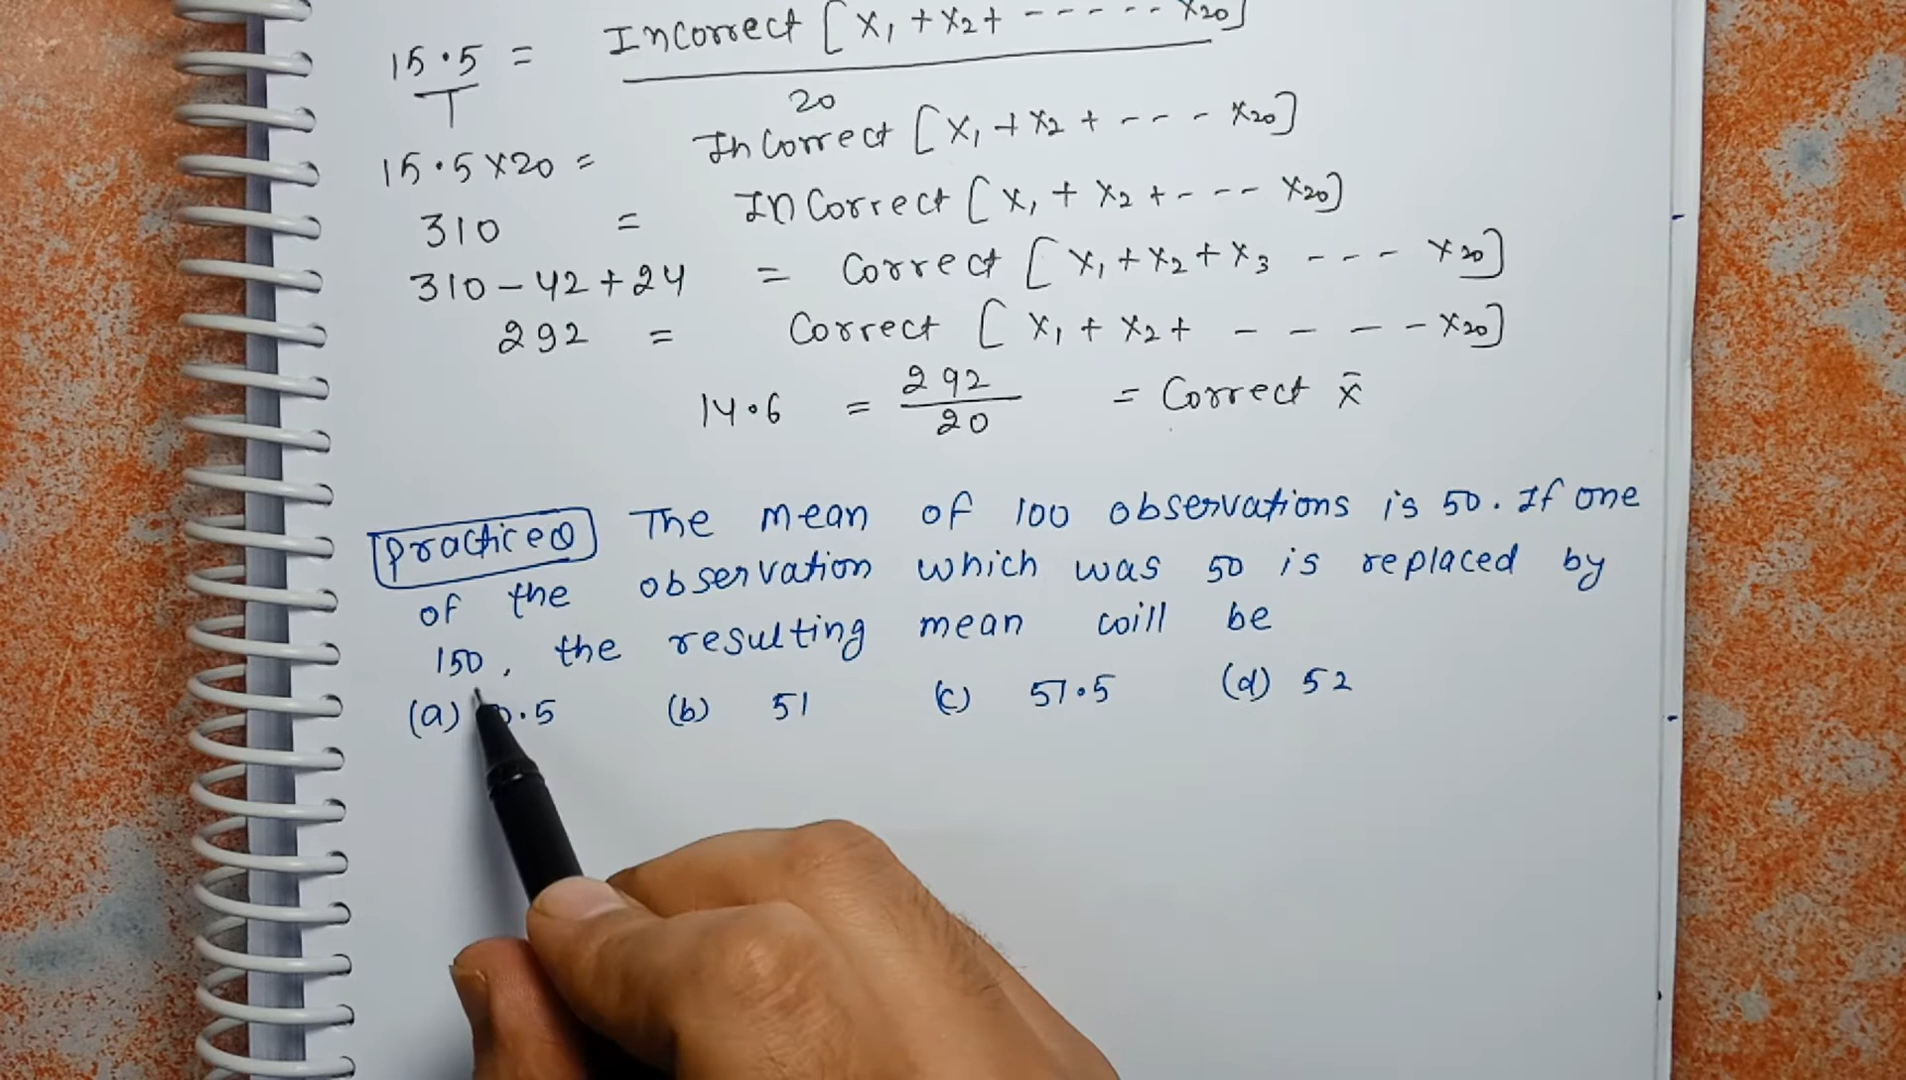 15.5 = Incorrect [x₁ + x₂ + ------ x₂₀]
20
15.5 x 20 = InCorrect [x₁ + x₂ + --- x₂₀]
310 = InCorrect [x₁ + x₂ + --- x₂₀]
310 - 42 + 24 = Correct [x₁ + x₂ + x₃ --- x₂₀]
292 = Correct [x₁ + x₂ + ---- x₂₀]
14.6 = 292/20 = Correct x̄
Practice Q The mean of 100 observations is 50. If one
of the observation which was 50 is replaced by
150, the resulting mean will be
(a) .5 (b) 51 (c) 51.5 (d) 52